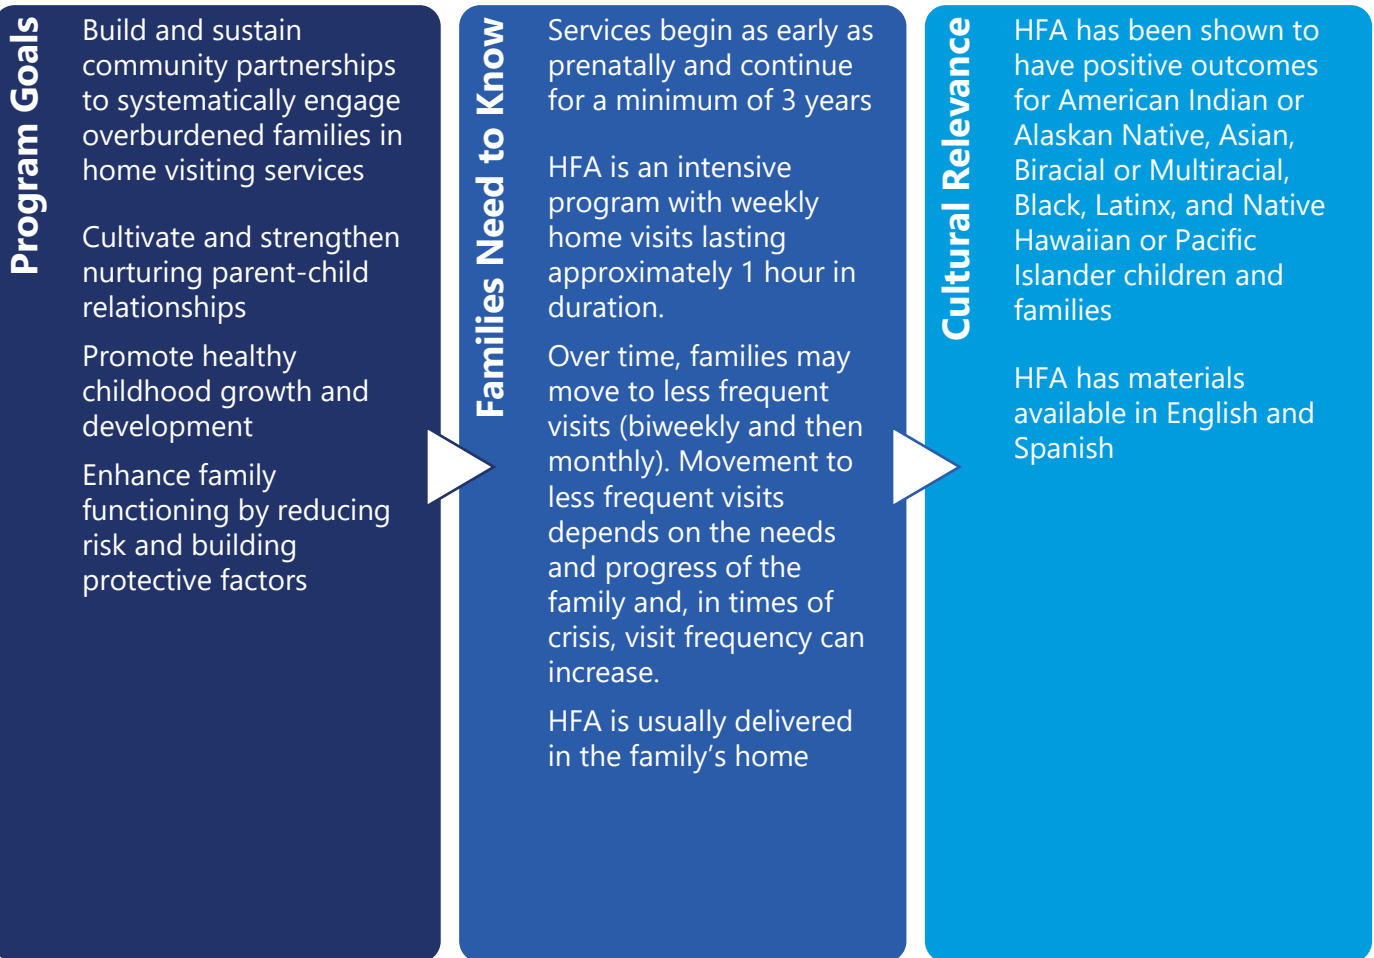 Program Goals
Build and sustain
community partnerships
to systematically engage
overburdened families in
home visiting services
Cultivate and strengthen
nurturing parent-child
relationships
Promote healthy
childhood growth and
development
Enhance family
functioning by reducing
risk and building
protective factors
Families Need to Know
Services begin as early as
prenatally and continue
for a minimum of 3 years
HFA is an intensive
program with weekly
home visits lasting
approximately 1 hour in
duration.
Over time, families may
move to less frequent
visits (biweekly and then
monthly). Movement to
less frequent visits
depends on the needs
and progress of the
family and, in times of
crisis, visit frequency can
increase.
HFA is usually delivered
in the family’s home
Cultural Relevance
HFA has been shown to
have positive outcomes
for American Indian or
Alaskan Native, Asian,
Biracial or Multiracial,
Black, Latinx, and Native
Hawaiian or Pacific
Islander children and
families
HFA has materials
available in English and
Spanish